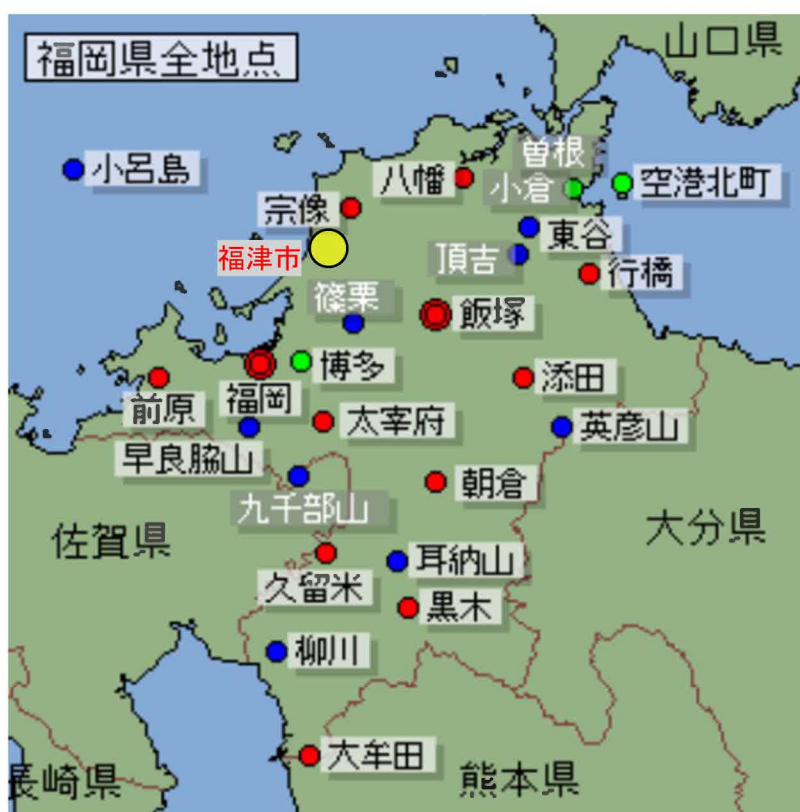 福岡県全地点
山口県
小呂島
曽根
八幡
小倉
空港北町
宗像
東谷
福津市
頂吉
行橋
篠栗
飯塚
博多
添田
福岡
前原
太宰府
英彦山
早良脇山
朝倉
九千部山
佐賀県
大分県
耳納山
久留米
黒木
柳川
大牟田
長崎県
熊本県